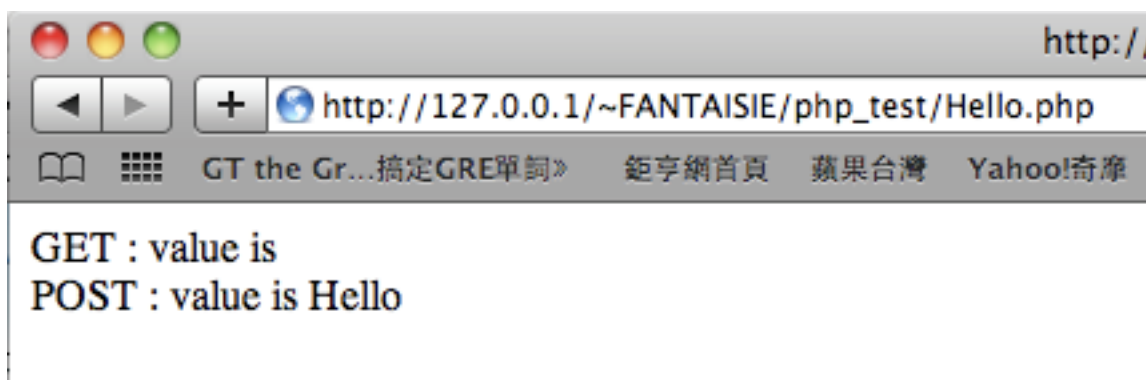 http://
http://127.0.0.1/~FANTAISIE/php_test/Hello.php
GT the Gr...搞定GRE單詞» 鉅亨網首頁 蘋果台灣 Yahoo!奇摩
GET : value is
POST : value is Hello